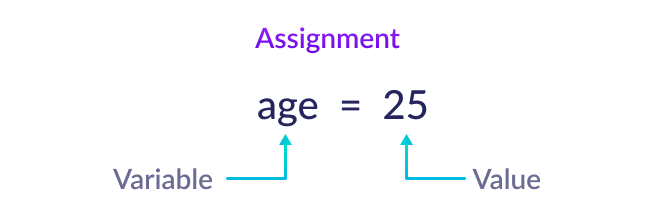 Assignment
age = 25
Variable
Value